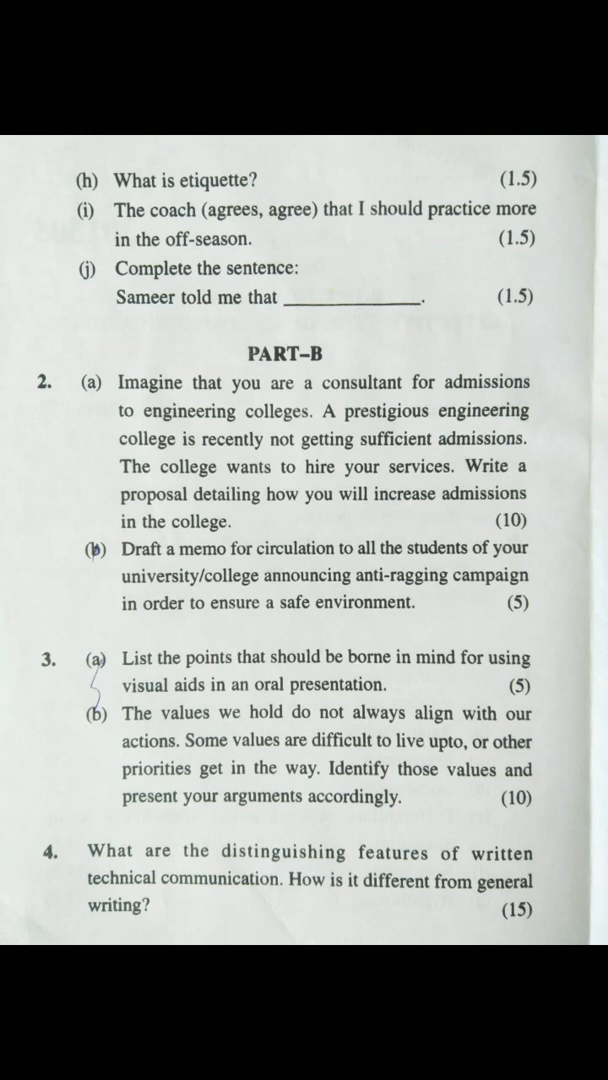 (h) What is etiquette? (1.5)
(i) The coach (agrees, agree) that I should practice more
in the off-season. (1.5)
(j) Complete the sentence:
Sameer told me that ______________. (1.5)
PART–B
2. (a) Imagine that you are a consultant for admissions
to engineering colleges. A prestigious engineering
college is recently not getting sufficient admissions.
The college wants to hire your services. Write a
proposal detailing how you will increase admissions
in the college. (10)
(b) Draft a memo for circulation to all the students of your
university/college announcing anti-ragging campaign
in order to ensure a safe environment. (5)
3. (a) List the points that should be borne in mind for using
visual aids in an oral presentation. (5)
(b) The values we hold do not always align with our
actions. Some values are difficult to live upto, or other
priorities get in the way. Identify those values and
present your arguments accordingly. (10)
4. What are the distinguishing features of written
technical communication. How is it different from general
writing? (15)